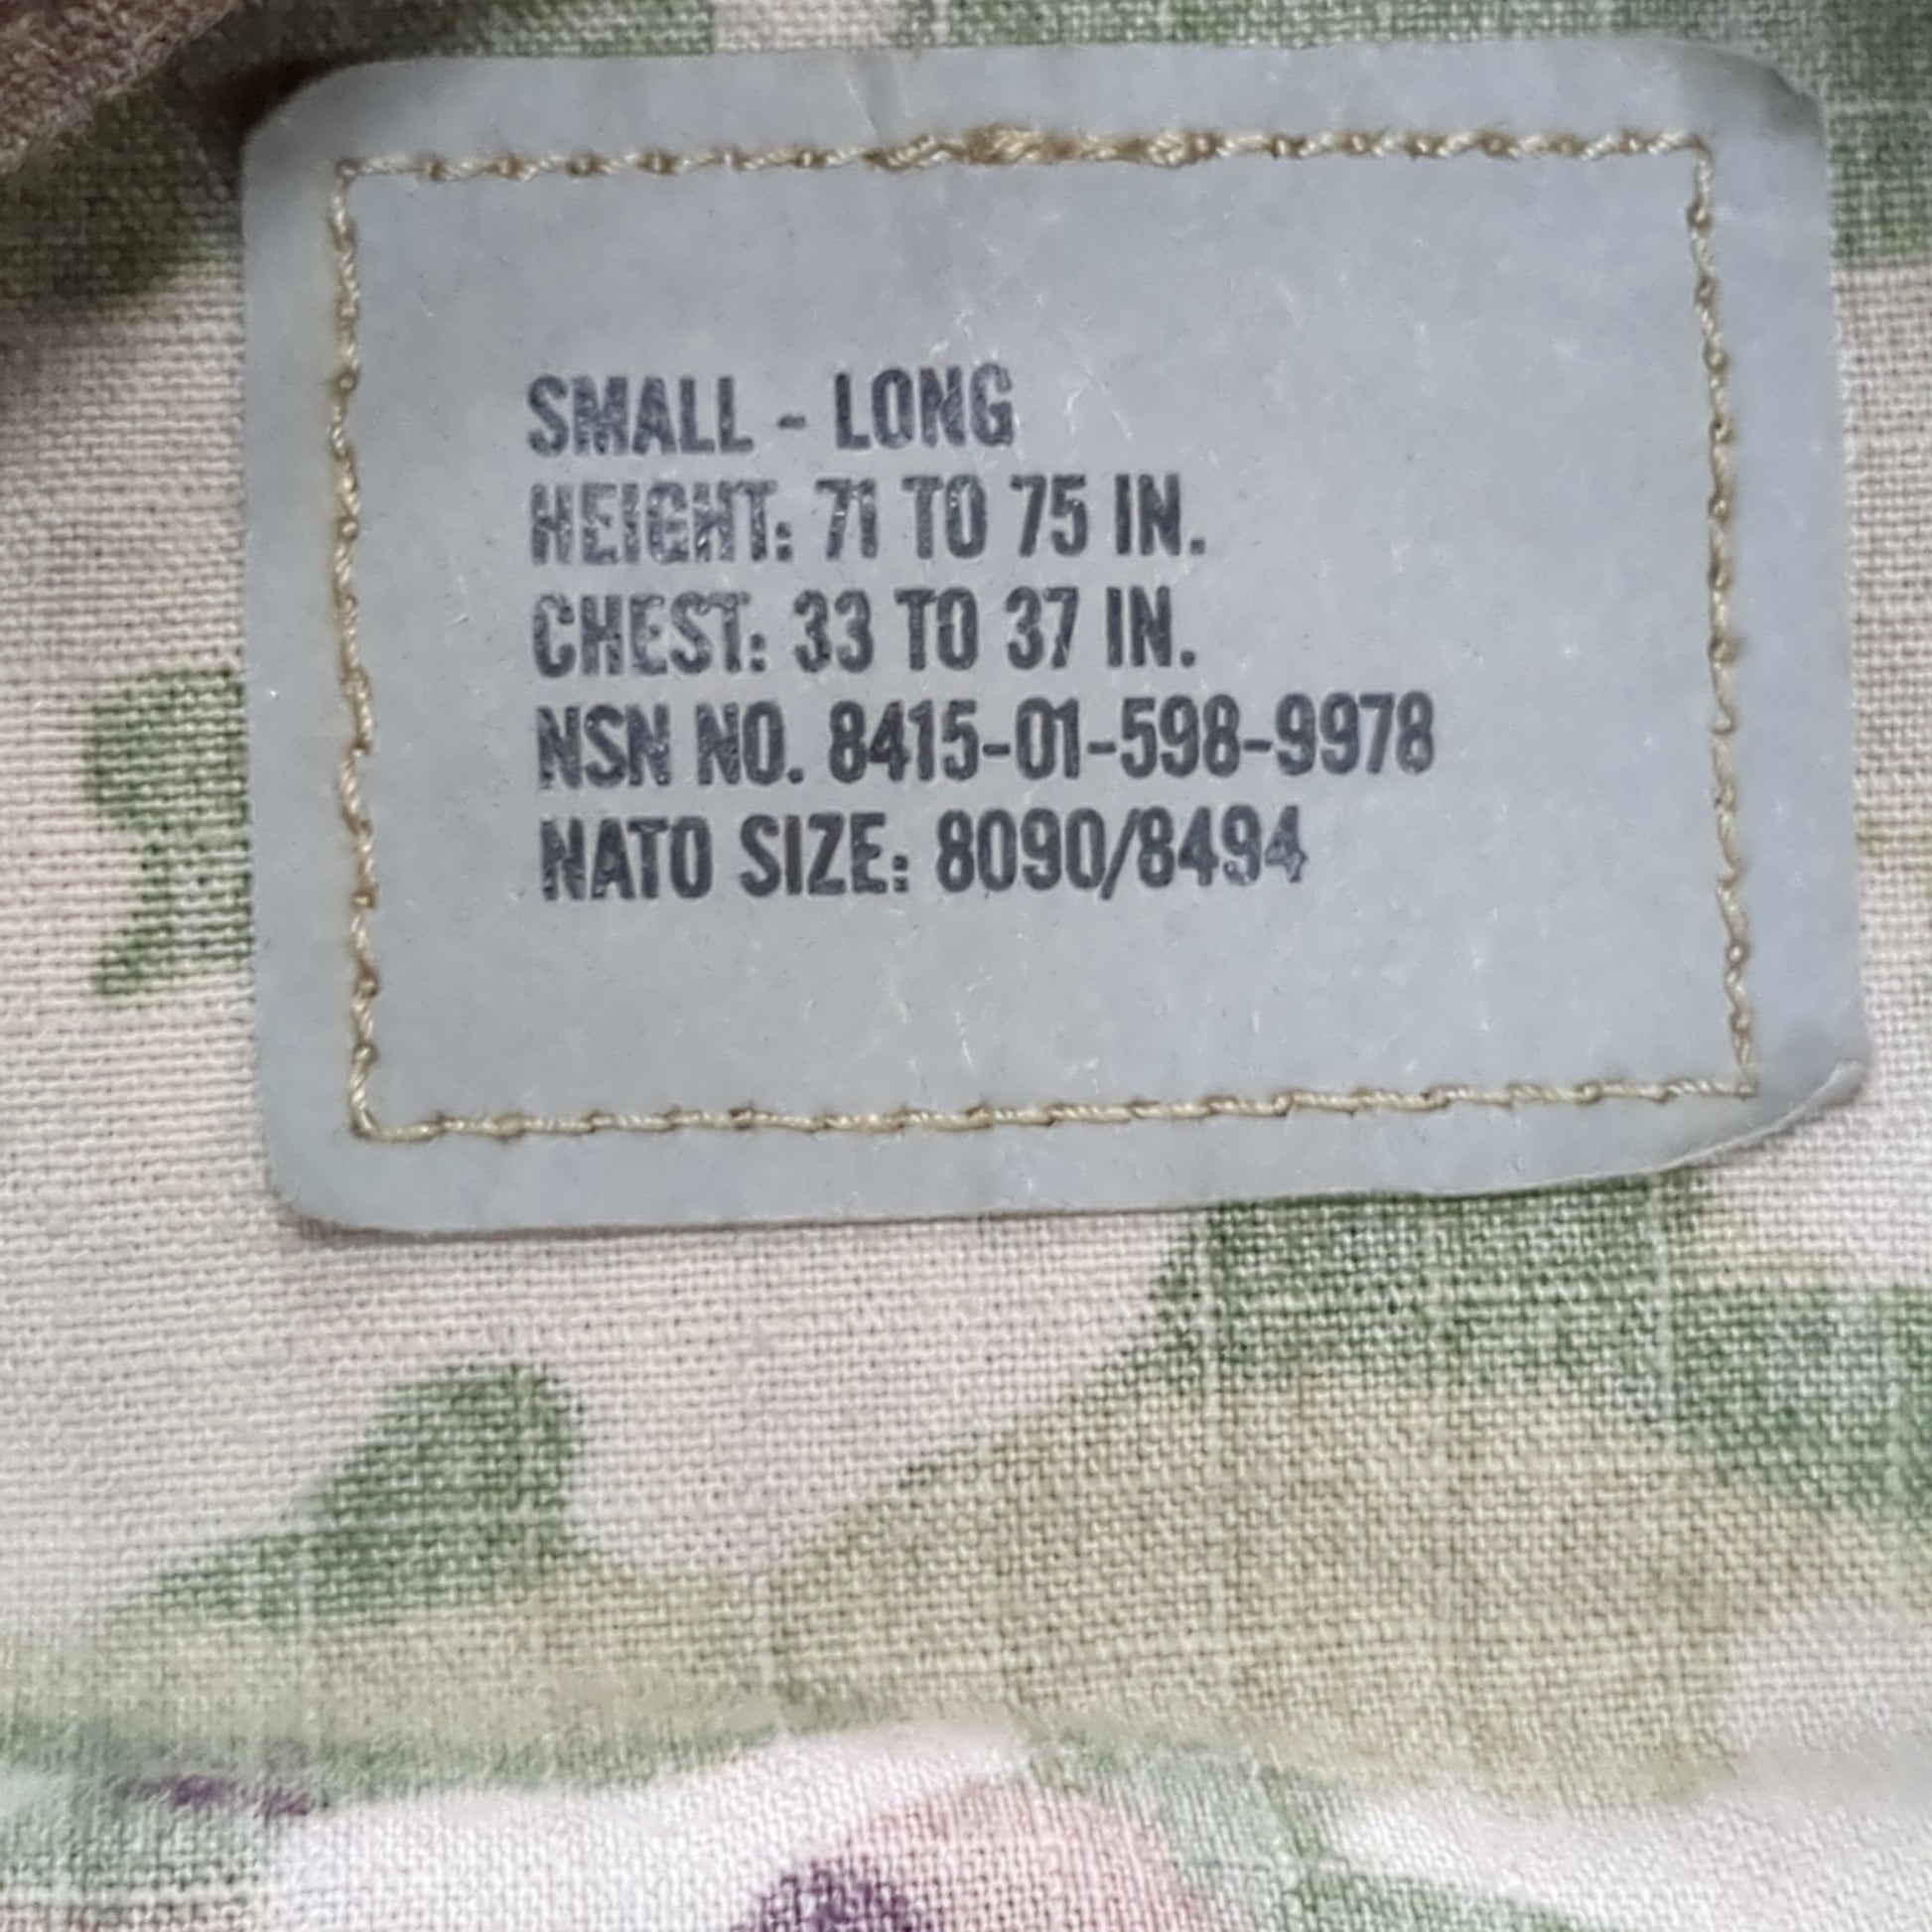 SMALL - LONG
HEIGHT: 71 TO 75 IN.
CHEST: 33 TO 37 IN.
NSN NO. 8415-01-598-9978
NATO SIZE: 8090/8494